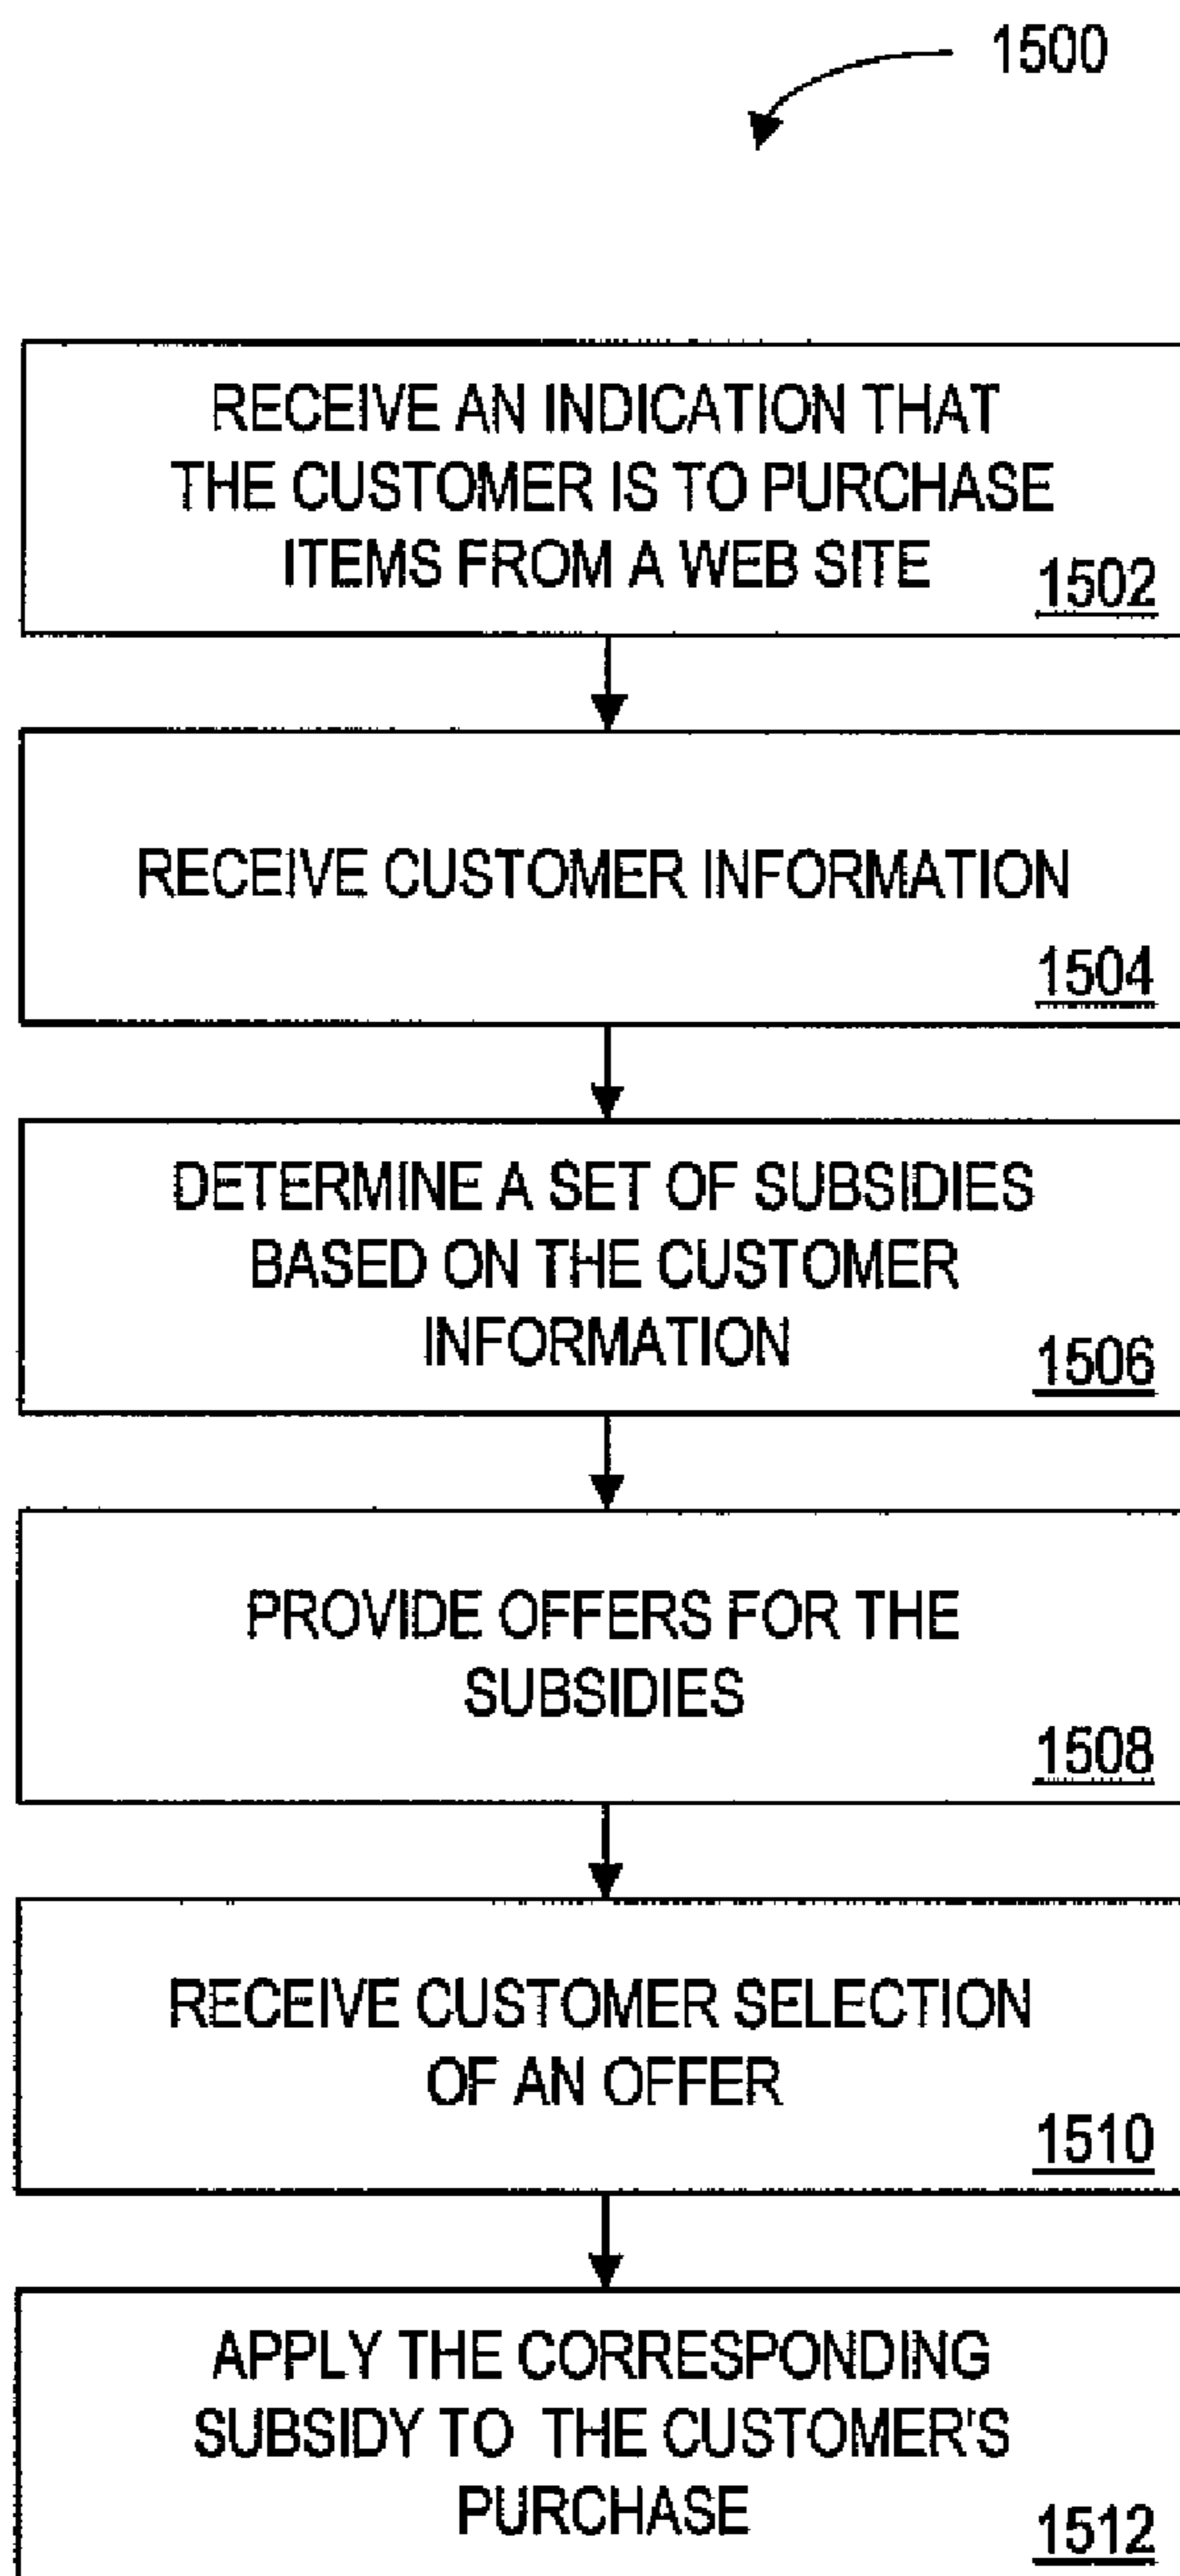 1500
RECEIVE AN INDICATION THAT
THE CUSTOMER IS TO PURCHASE
ITEMS FROM A WEB SITE
1502
RECEIVE CUSTOMER INFORMATION
1504
DETERMINE A SET OF SUBSIDIES
BASED ON THE CUSTOMER
INFORMATION
1506
PROVIDE OFFERS FOR THE
SUBSIDIES
1508
RECEIVE CUSTOMER SELECTION
OF AN OFFER
1510
APPLY THE CORRESPONDING
SUBSIDY TO THE CUSTOMER'S
PURCHASE
1512